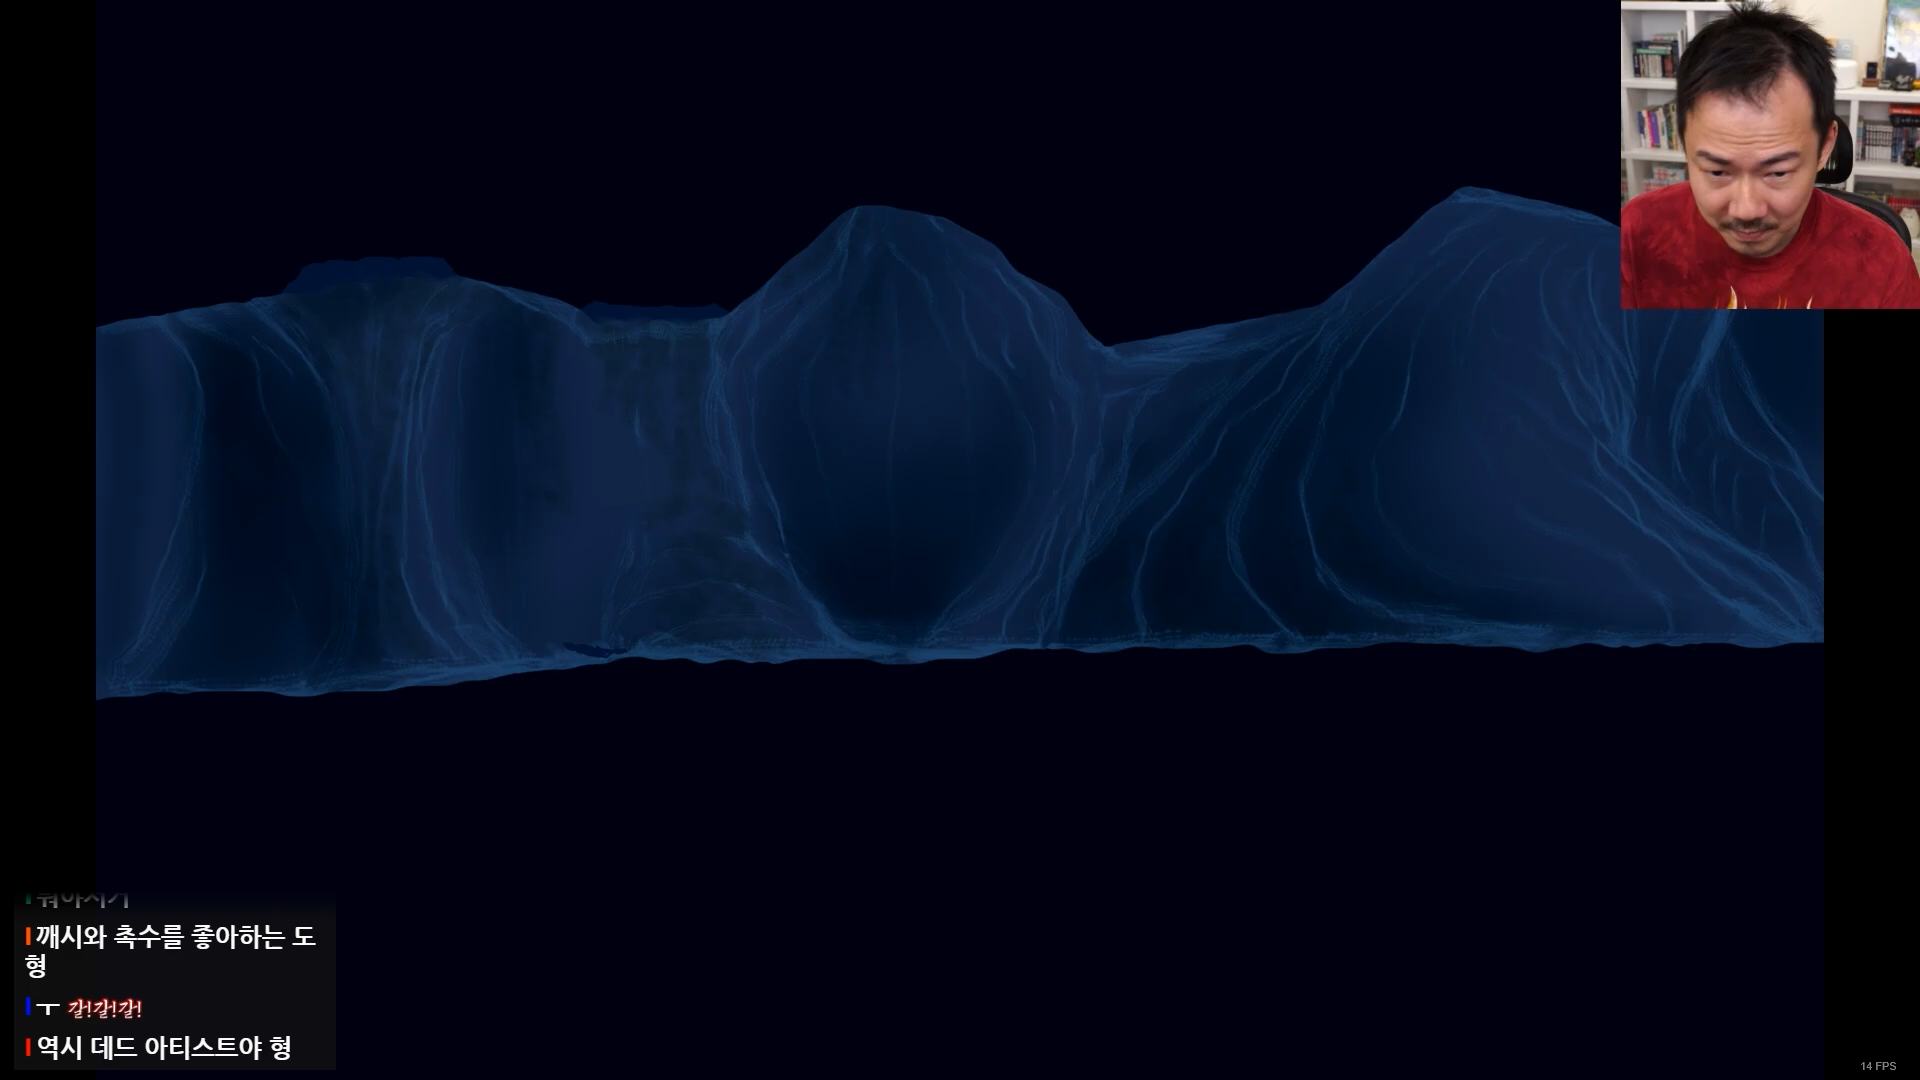 깨시와 촉수를 좋아하는 도
형
ㅜ 갈!갈!갈!
역시 데드 아티스트야 형
14 FPS